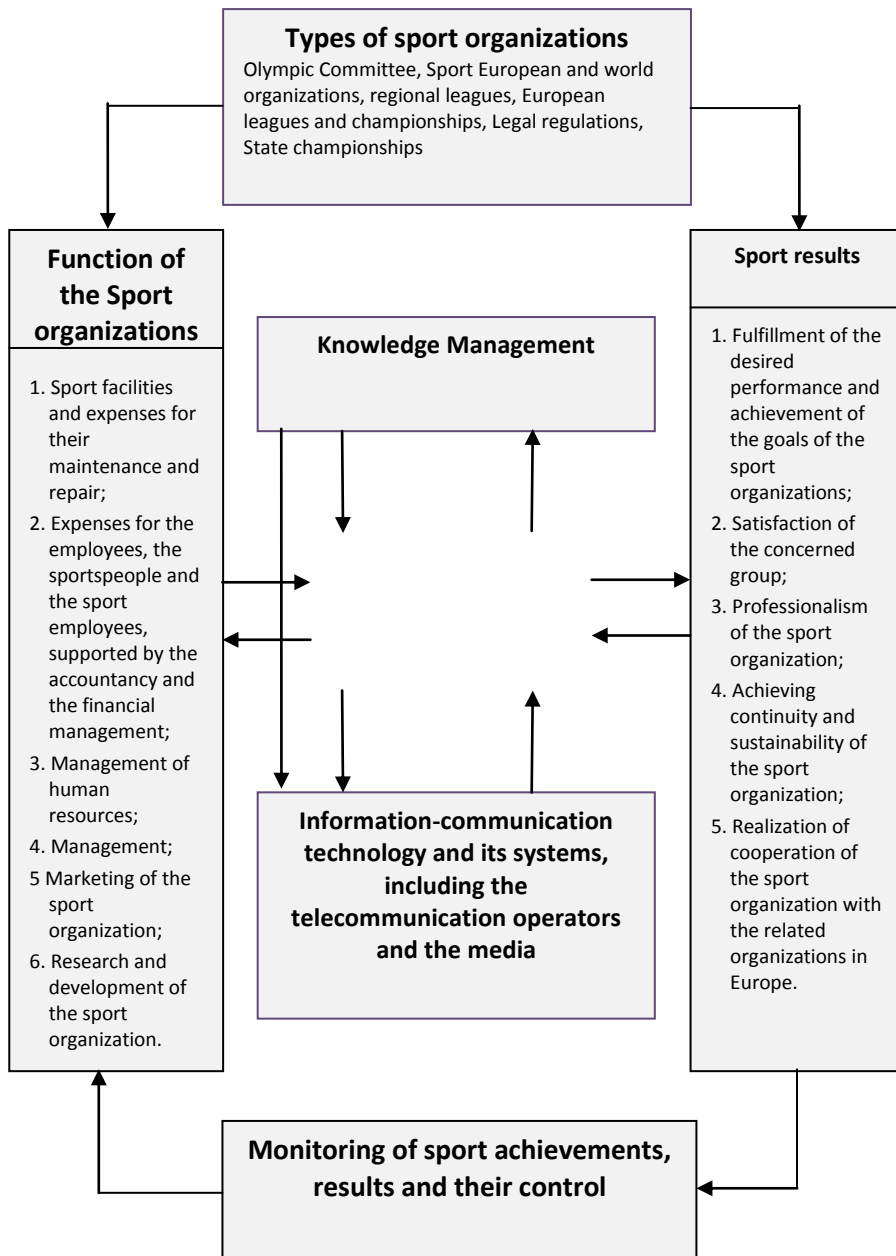 Types of sport organizations
Olympic Committee, Sport European and world
organizations, regional leagues, European
leagues and championships, Legal regulations,
State championships
Function of
the Sport
organizations
1. Sport facilities
and expenses for
their
maintenance and
repair;
2. Expenses for the
employees, the
sportspeople and
the sport
employees,
supported by the
accountancy and
the financial
management;
3. Management of
human
resources;
4. Management;
5 Marketing of the
sport
organization;
6. Research and
development of
the sport
organization.
Knowledge Management
Information-communication
technology and its systems,
including the
telecommunication operators
and the media
Sport results
1. Fulfillment of the
desired
performance and
achievement of
the goals of the
sport
organizations;
2. Satisfaction of
the concerned
group;
3. Professionalism
of the sport
organization;
4. Achieving
continuity and
sustainability of
the sport
organization;
5. Realization of
cooperation of
the sport
organization with
the related
organizations in
Europe.
Monitoring of sport achievements,
results and their control